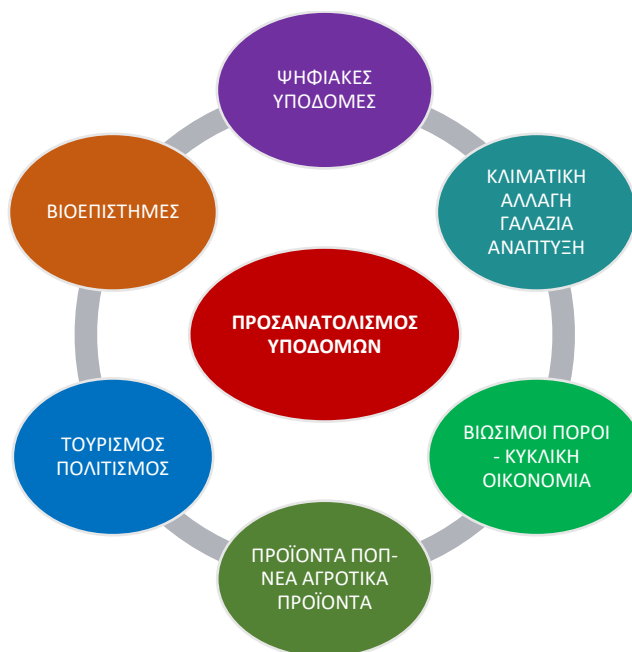 ΨΗΦΙΑΚΕΣ
ΥΠΟΔΟΜΕΣ
ΚΛΙΜΑΤΙΚΗ
ΑΛΛΑΓΗ
ΓΑΛΑΖΙΑ
ΑΝΑΠΤΥΞΗ
ΒΙΟΕΠΙΣΤΗΜΕΣ
ΠΡΟΣΑΝΑΤΟΛΙΣΜΟΣ
ΥΠΟΔΟΜΩΝ
ΒΙΩΣΙΜΟΙ ΠΟΡΟΙ
- ΚΥΚΛΙΚΗ
ΟΙΚΟΝΟΜΙΑ
ΤΟΥΡΙΣΜΟΣ
ΠΟΛΙΤΙΣΜΟΣ
ΠΡΟΪΟΝΤΑ ΠΟΠ-
ΝΕΑ ΑΓΡΟΤΙΚΑ
ΠΡΟΪΟΝΤΑ